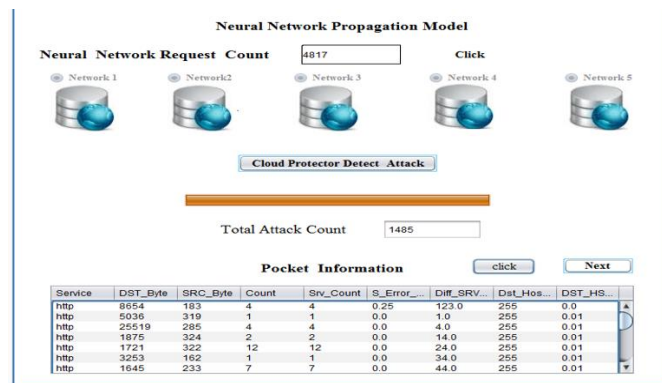 Neural Network Propagation Model
Neural Network Request Count 4817 Click
Network 1 Network2 Network 3 Network 4 Network 5
Cloud Protector Detect Attack
Total Attack Count 1485
Pocket Information click Next
Service DST_Byte SRC_Byte Count Srv_Count S_Error_... Diff_SRV... Dst_Hos... DST_HS...
http 8654 183 4 4 0.25 123.0 255 0.0
http 5036 319 1 1 0.0 1.0 255 0.01
http 25519 285 4 4 0.0 4.0 255 0.01
http 1875 324 2 2 0.0 14.0 255 0.01
http 1721 322 12 12 0.0 24.0 255 0.01
http 3253 162 1 1 0.0 34.0 255 0.01
http 1645 233 7 7 0.0 44.0 255 0.01